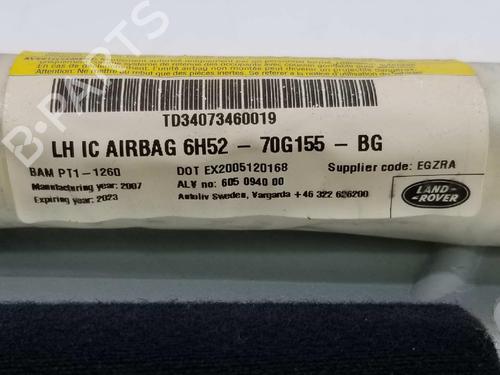 TD34073460019
LH IC AIRBAG 6H52 - 70G155 - BG
BAM PT1-1260 DOT EX2005120168 Supplier code: EGZRA
Manufacturing year: 2007 ALV no: 605 0940 00
Expiring year: 2023 Autoliv Sweden, Vargarda +46 322 626200
LAND-
-ROVER
B-PARTS